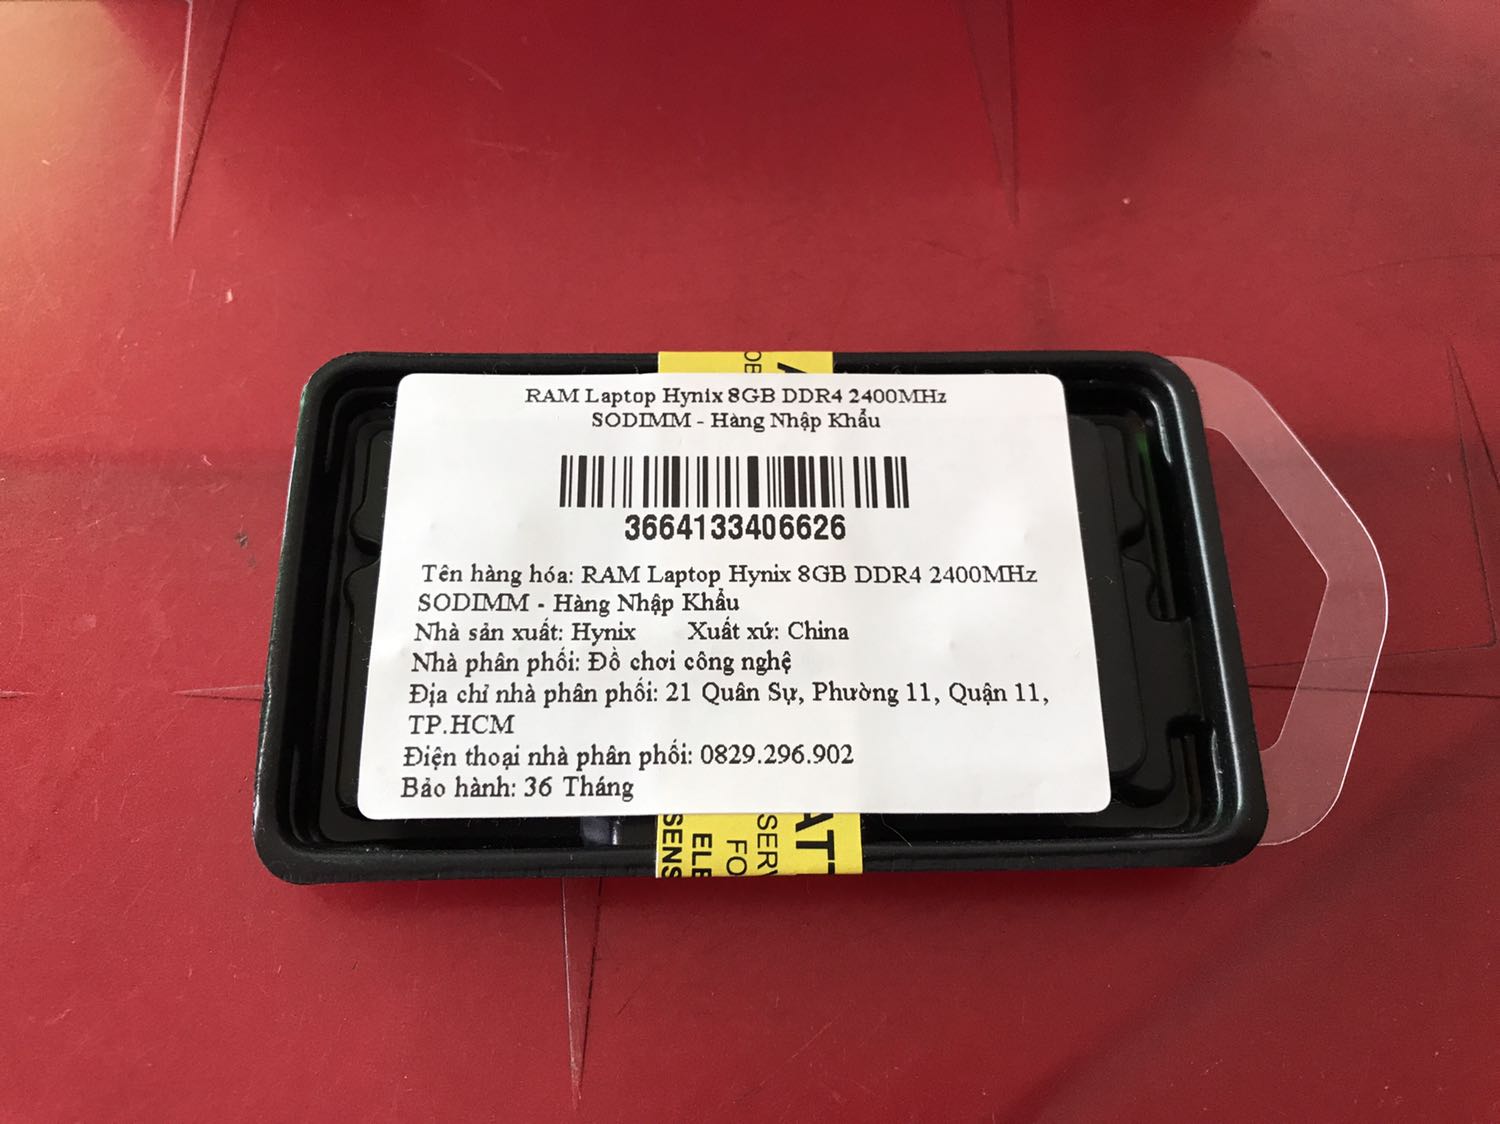 RAM Laptop Hynix 8GB DDR4 2400MHz
SODIMM - Hàng Nhập Khẩu
3664133406626
Tên hàng hóa: RAM Laptop Hynix 8GB DDR4 2400MHz
SODIMM - Hàng Nhập Khẩu
Nhà sản xuất: Hynix Xuất xứ: China
Nhà phân phối: Đồ chơi công nghệ
Địa chỉ nhà phân phối: 21 Quân Sự, Phường 11, Quận 11,
TP.HCM
Điện thoại nhà phân phối: 0829.296.902
Bảo hành: 36 Tháng